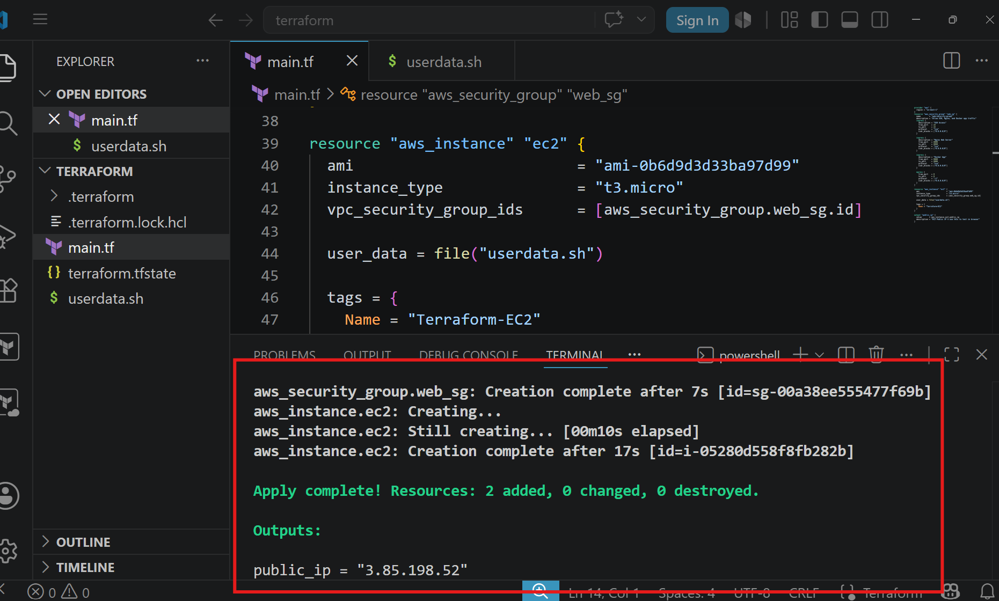 terraform
Sign In
EXPLORER
OPEN EDITORS
main.tf
userdata.sh
TERRAFORM
.terraform
.terraform.lock.hcl
main.tf
terraform.tfstate
userdata.sh
OUTLINE
TIMELINE
main.tf
userdata.sh
main.tf > resource "aws_security_group" "web_sg"
38
39 resource "aws_instance" "ec2" {
40 ami = "ami-0b6d9d3d33ba97d99"
41 instance_type = "t3.micro"
42 vpc_security_group_ids = [aws_security_group.web_sg.id]
43
44 user_data = file("userdata.sh")
45
46 tags = {
47 Name = "Terraform-EC2"
PROBLEMS OUTPUT DEBUG CONSOLE TERMINAL ... powershell
aws_security_group.web_sg: Creation complete after 7s [id=sg-00a38ee555477f69b]
aws_instance.ec2: Creating...
aws_instance.ec2: Still creating... [00m10s elapsed]
aws_instance.ec2: Creation complete after 17s [id=i-05280d558f8fb282b]
Apply complete! Resources: 2 added, 0 changed, 0 destroyed.
Outputs:
public_ip = "3.85.198.52"
0 0 Ln 14, Col 1 Spaces: 4 UTF-8 CRLF Terraform